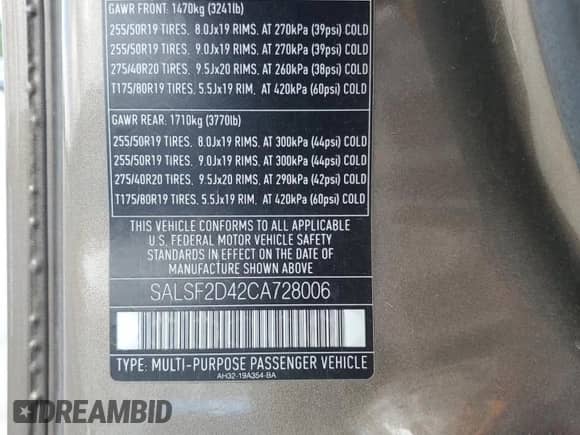 GAWR FRONT: 1470kg (3241lb)
255/50R19 TIRES, 8.0Jx19 RIMS, AT 270kPa (39psi) COLD
255/50R19 TIRES, 9.0Jx19 RIMS, AT 270kPa (39psi) COLD
275/40R20 TIRES, 9.5Jx20 RIMS, AT 260kPa (38psi) COLD
T175/80R19 TIRES, 5.5Jx19 RIM, AT 420kPa (60psi) COLD
GAWR REAR: 1710kg (3770lb)
255/50R19 TIRES, 8.0Jx19 RIMS, AT 300kPa (44psi) COLD
255/50R19 TIRES, 9.0Jx19 RIMS, AT 300kPa (44psi) COLD
275/40R20 TIRES, 9.5Jx20 RIMS, AT 290kPa (42psi) COLD
T175/80R19 TIRES, 5.5Jx19 RIM, AT 420kPa (60psi) COLD
THIS VEHICLE CONFORMS TO ALL APPLICABLE
U.S. FEDERAL MOTOR VEHICLE SAFETY
STANDARDS IN EFFECT ON THE DATE OF
MANUFACTURE SHOWN ABOVE
SALSF2D42CA728006
TYPE: MULTI-PURPOSE PASSENGER VEHICLE
AH32-19A354-BA
DREAMBID